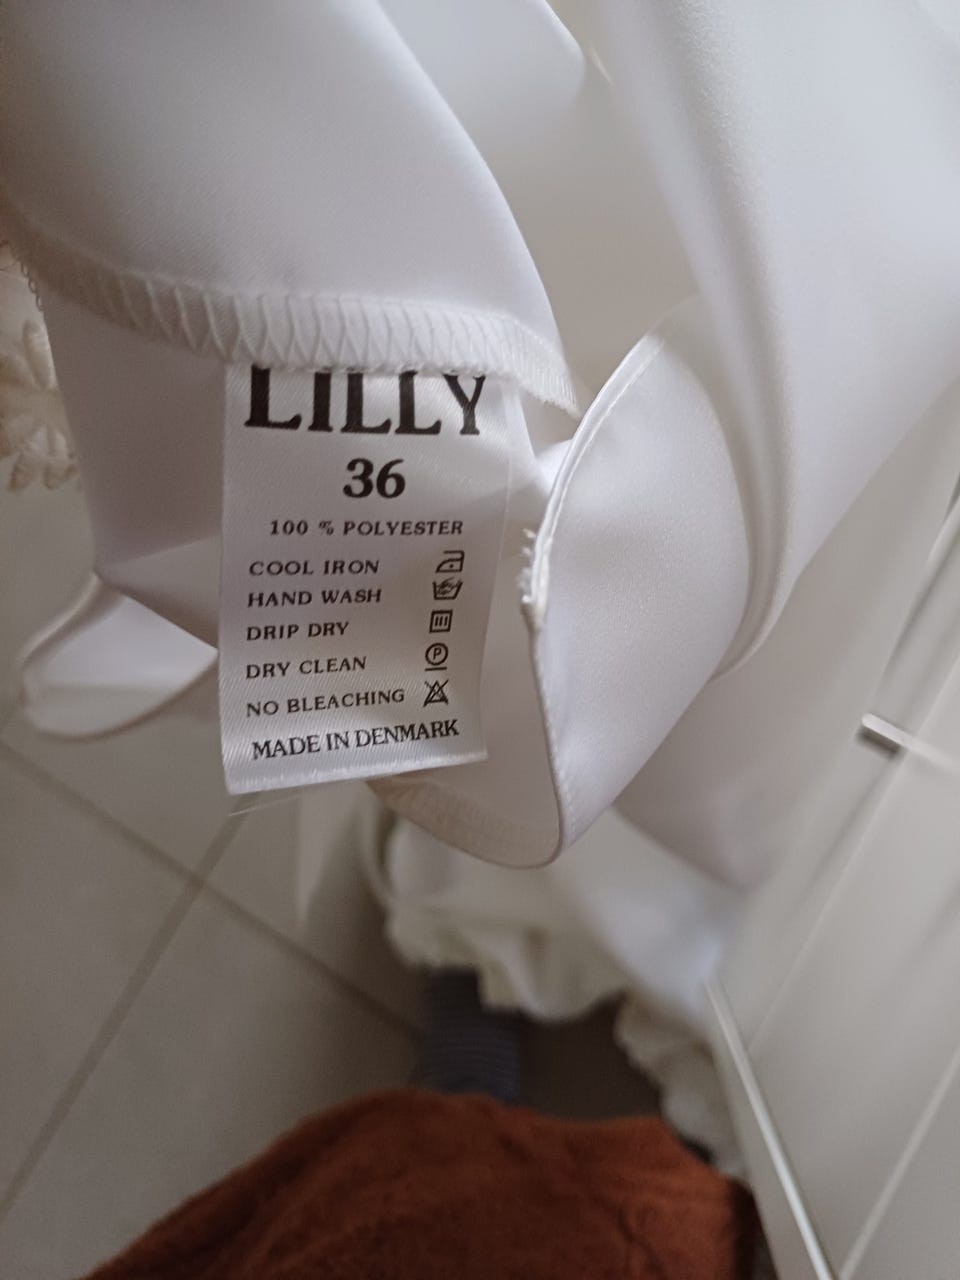 LILLY
36
100 % POLYESTER
COOL IRON
HAND WASH
DRIP DRY
DRY CLEAN P
NO BLEACHING
MADE IN DENMARK